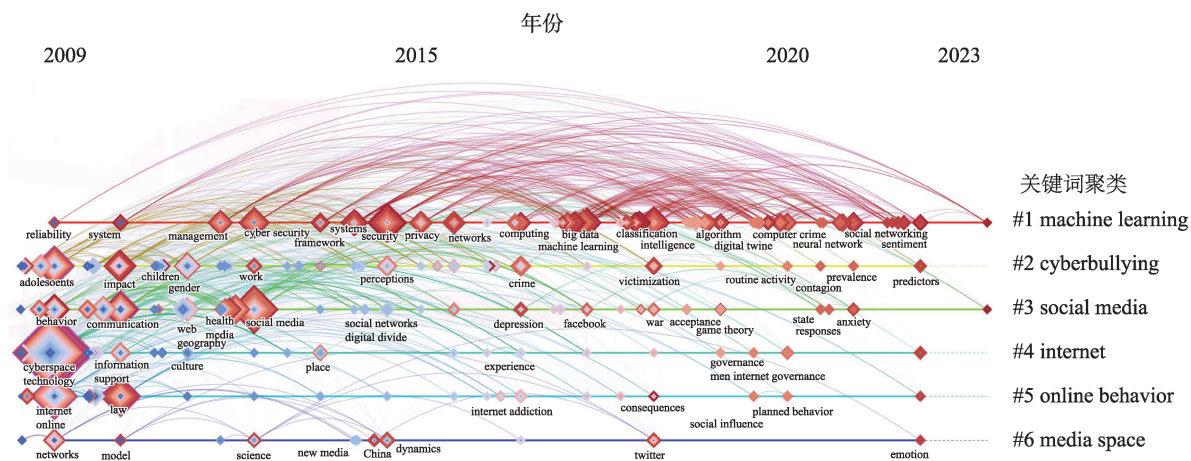 年份
2009 2015 2020 2023
关键词聚类
reliability system management cyber security framework systems security privacy networks computing big data machine learning classification intelligence algorithm digital twine computer crime neural network social networking sentiment #1 machine learning
adolesoents impact children gender work perceptions crime victimization routine activity contagion prevalence predictors #2 cyberbullying
behavior communication web geography health media social media social networks digital divide depression facebook war acceptance game theory state responses anxiety #3 social media
cyberspace technology information support culture place experience governance men internet governance #4 internet
internet online law internet addiction consequences social influence planned behavior #5 online behavior
networks model science new media China dynamics twitter emotion #6 media space